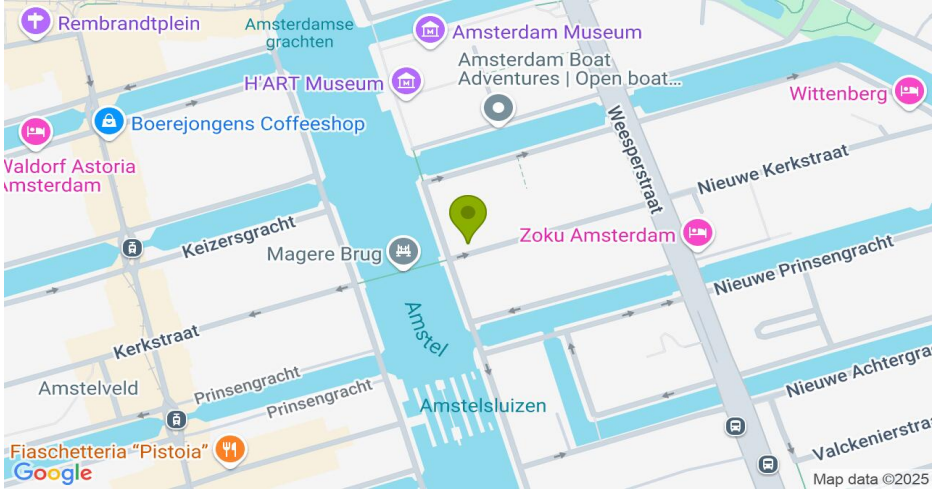 Rembrandtplein
Amsterdamse
grachten
Amsterdam Museum
H'ART Museum
Amsterdam Boat
Adventures | Open boat...
Wittenberg
Boerejongens Coffeeshop
Waldorf Astoria
Amsterdam
Weesperstraat
Nieuwe Kerkstraat
Keizersgracht
Magere Brug
Zoku Amsterdam
Nieuwe Prinsengracht
Amstel
Kerkstraat
Prinsengracht
Prinsengracht
Amstelveld
Amstelsluizen
Nieuwe Achtergra
Valckenierstra
Fiaschetteria "Pistoia"
Google
Map data ©2025